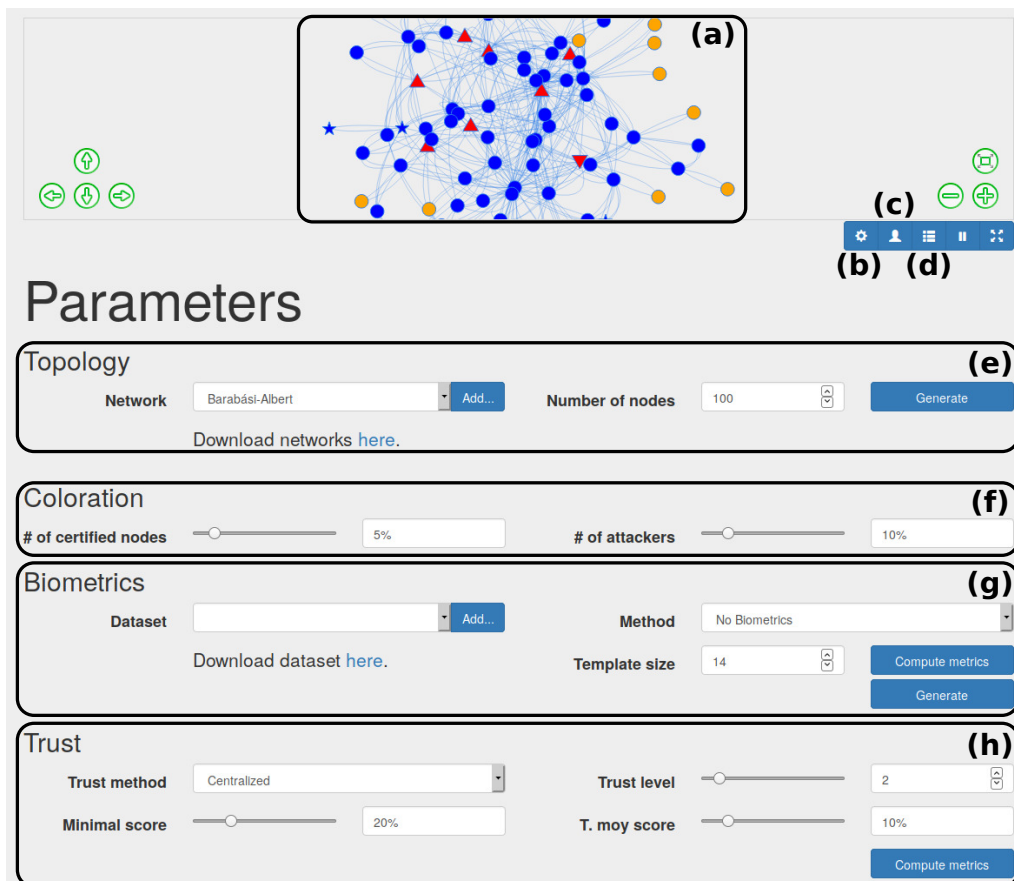 (a)
(c)
(b) (d)
Parameters
Topology (e)
Network Barabási-Albert Add... Number of nodes 100 Generate
Download networks here.
Coloration (f)
# of certified nodes 5% # of attackers 10%
Biometrics (g)
Dataset Add... Method No Biometrics
Download dataset here. Template size 14 Compute metrics
Generate
Trust (h)
Trust method Centralized Trust level 2
Minimal score 20% T. moy score 10%
Compute metrics